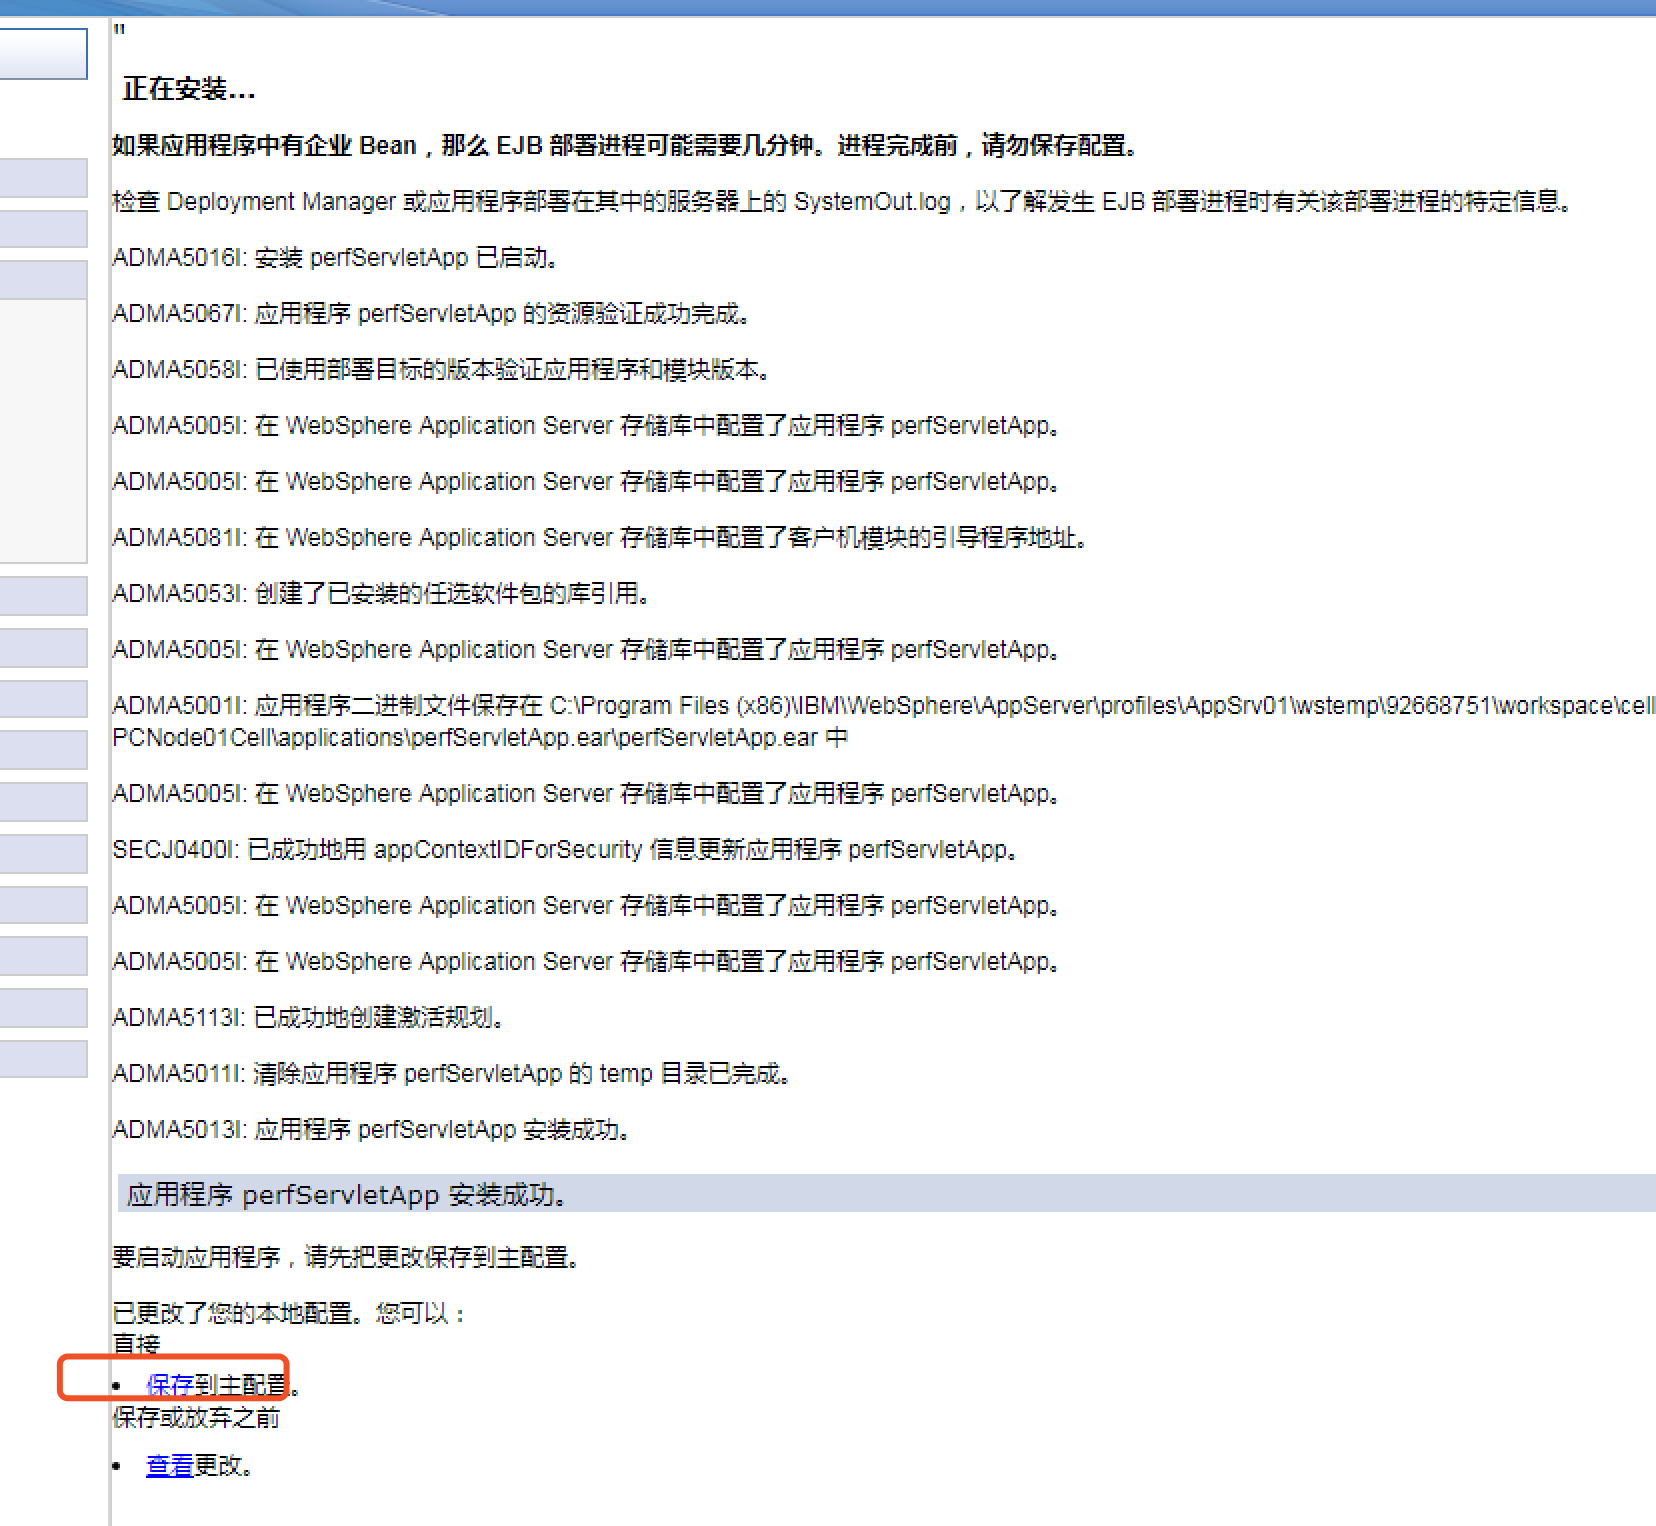 "
正在安装...
如果应用程序中有企业 Bean，那么 EJB 部署进程可能需要几分钟。进程完成前，请勿保存配置。
检查 Deployment Manager 或应用程序部署在其中的服务器上的 SystemOut.log，以了解发生 EJB 部署进程时有关该部署进程的特定信息。
ADMA5016I: 安装 perfServletApp 已启动。
ADMA5067I: 应用程序 perfServletApp 的资源验证成功完成。
ADMA5058I: 已使用部署目标的版本验证应用程序和模块版本。
ADMA5005I: 在 WebSphere Application Server 存储库中配置了应用程序 perfServletApp。
ADMA5005I: 在 WebSphere Application Server 存储库中配置了应用程序 perfServletApp。
ADMA5081I: 在 WebSphere Application Server 存储库中配置了客户机模块的引导程序地址。
ADMA5053I: 创建了已安装的任选软件包的库引用。
ADMA5005I: 在 WebSphere Application Server 存储库中配置了应用程序 perfServletApp。
ADMA5001I: 应用程序二进制文件保存在 C:\Program Files (x86)\IBM\WebSphere\AppServer\profiles\AppSrv01\wstemp\92668751\workspace\cell
PCNode01Cell\applications\perfServletApp.ear\perfServletApp.ear 中
ADMA5005I: 在 WebSphere Application Server 存储库中配置了应用程序 perfServletApp。
SECJ0400I: 已成功地用 appContextIDForSecurity 信息更新应用程序 perfServletApp。
ADMA5005I: 在 WebSphere Application Server 存储库中配置了应用程序 perfServletApp。
ADMA5005I: 在 WebSphere Application Server 存储库中配置了应用程序 perfServletApp。
ADMA5113I: 已成功地创建激活规划。
ADMA5011I: 清除应用程序 perfServletApp 的 temp 目录已完成。
ADMA5013I: 应用程序 perfServletApp 安装成功。
应用程序 perfServletApp 安装成功。
要启动应用程序，请先把更改保存到主配置。
已更改了您的本地配置。您可以：
直接
• 保存到主配置。
保存或放弃之前
• 查看更改。